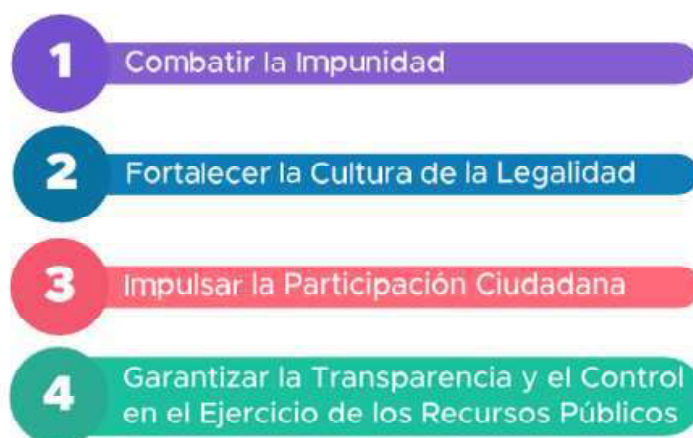 1 Combatir la Impunidad
2 Fortalecer la Cultura de la Legalidad
3 Impulsar la Participación Ciudadana
4 Garantizar la Transparencia y el Control
en el Ejercicio de los Recursos Públicos